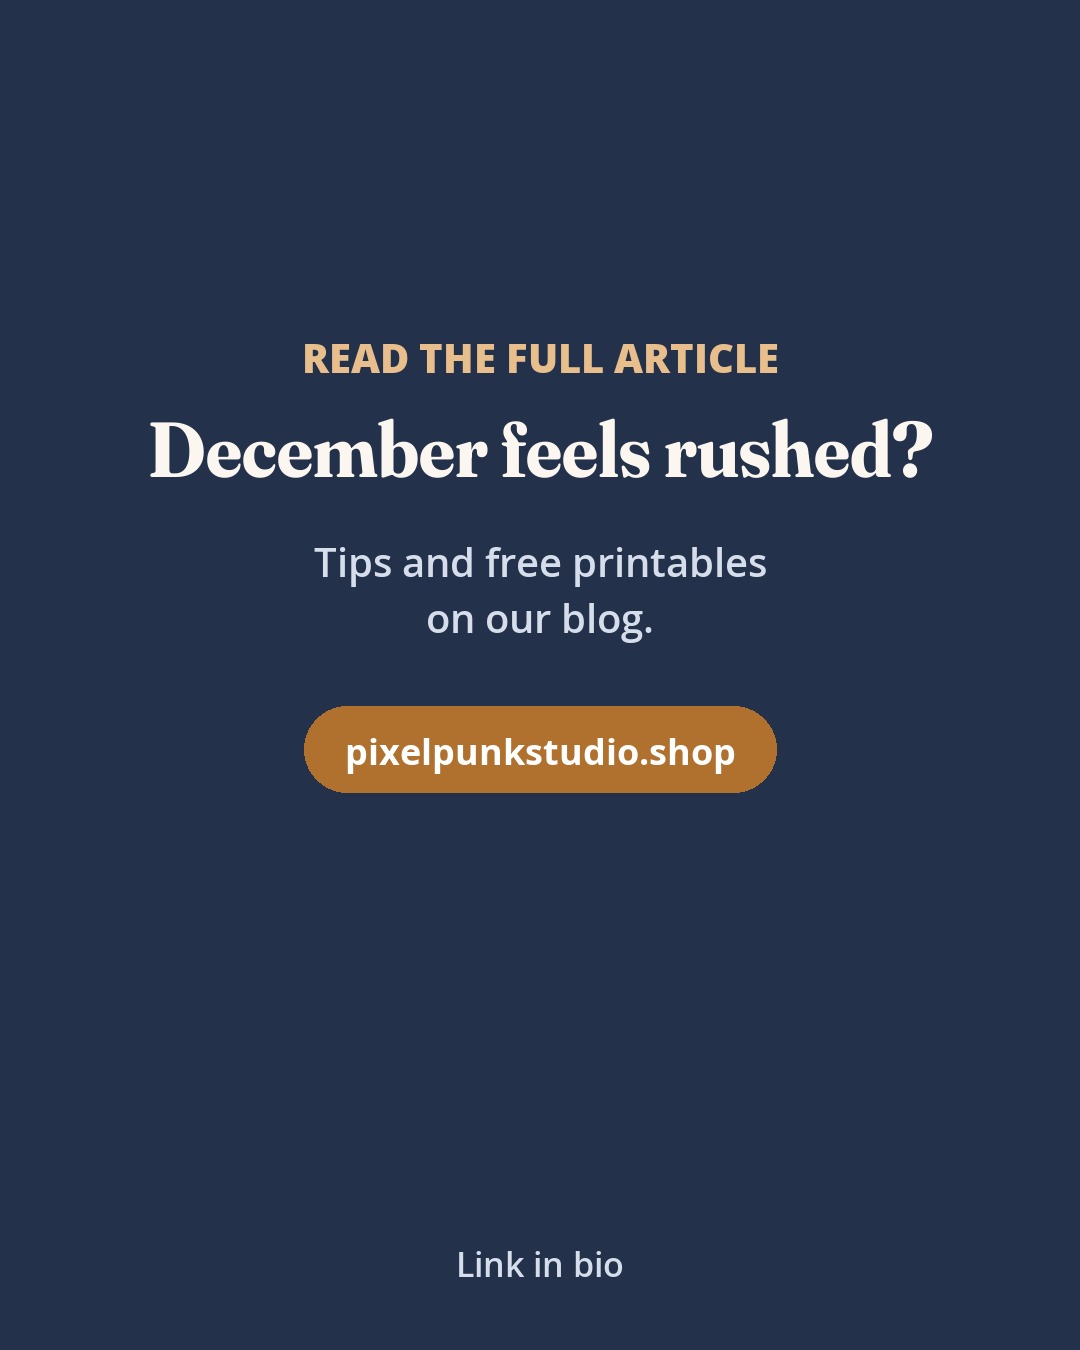 READ THE FULL ARTICLE
December feels rushed?
Tips and free printables
on our blog.
pixelpunkstudio.shop
Link in bio